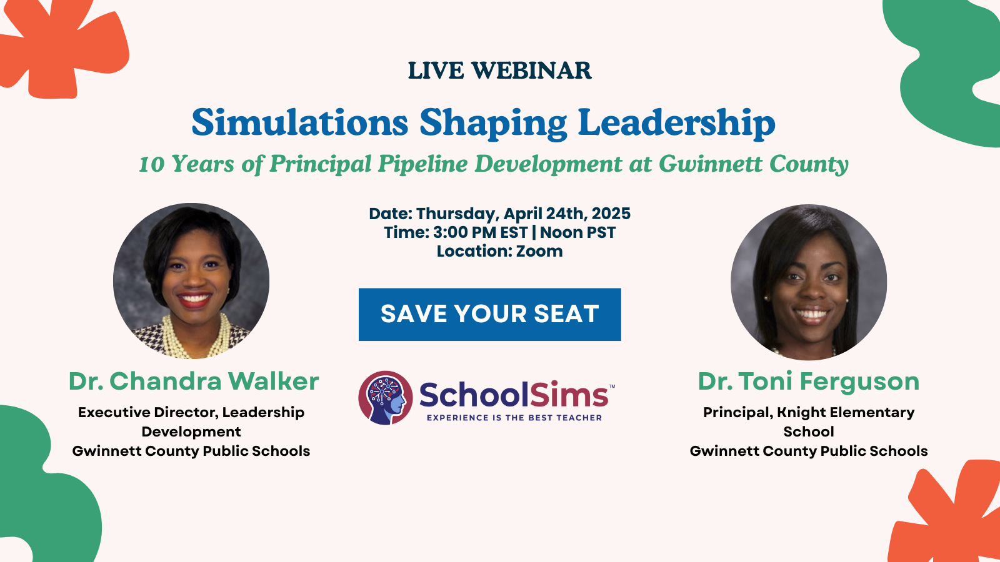 LIVE WEBINAR
Simulations Shaping Leadership
10 Years of Principal Pipeline Development at Gwinnett County
Date: Thursday, April 24th, 2025
Time: 3:00 PM EST | Noon PST
Location: Zoom
SAVE YOUR SEAT
SchoolSims™
EXPERIENCE IS THE BEST TEACHER
Dr. Chandra Walker
Executive Director, Leadership
Development
Gwinnett County Public Schools
Dr. Toni Ferguson
Principal, Knight Elementary
School
Gwinnett County Public Schools